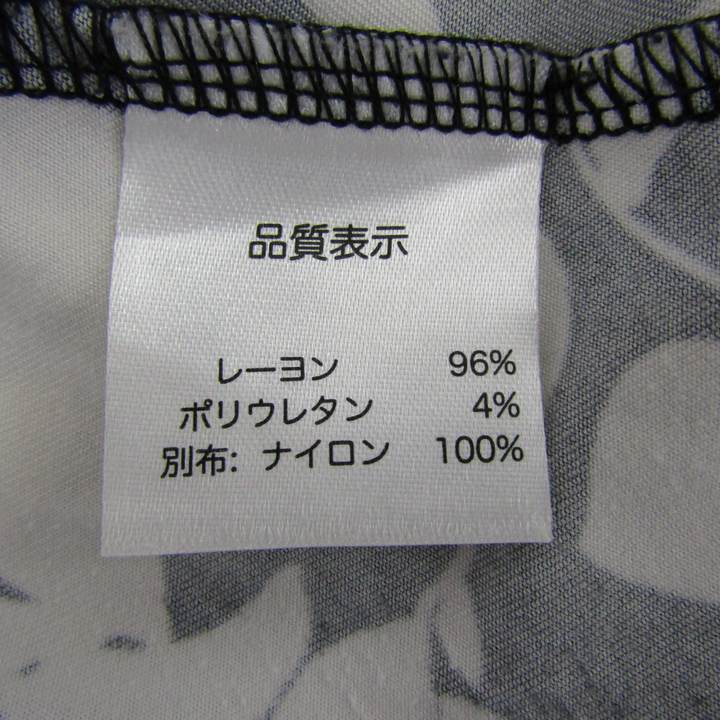 品質表示
レーヨン 96%
ポリウレタン 4%
別布: ナイロン 100%